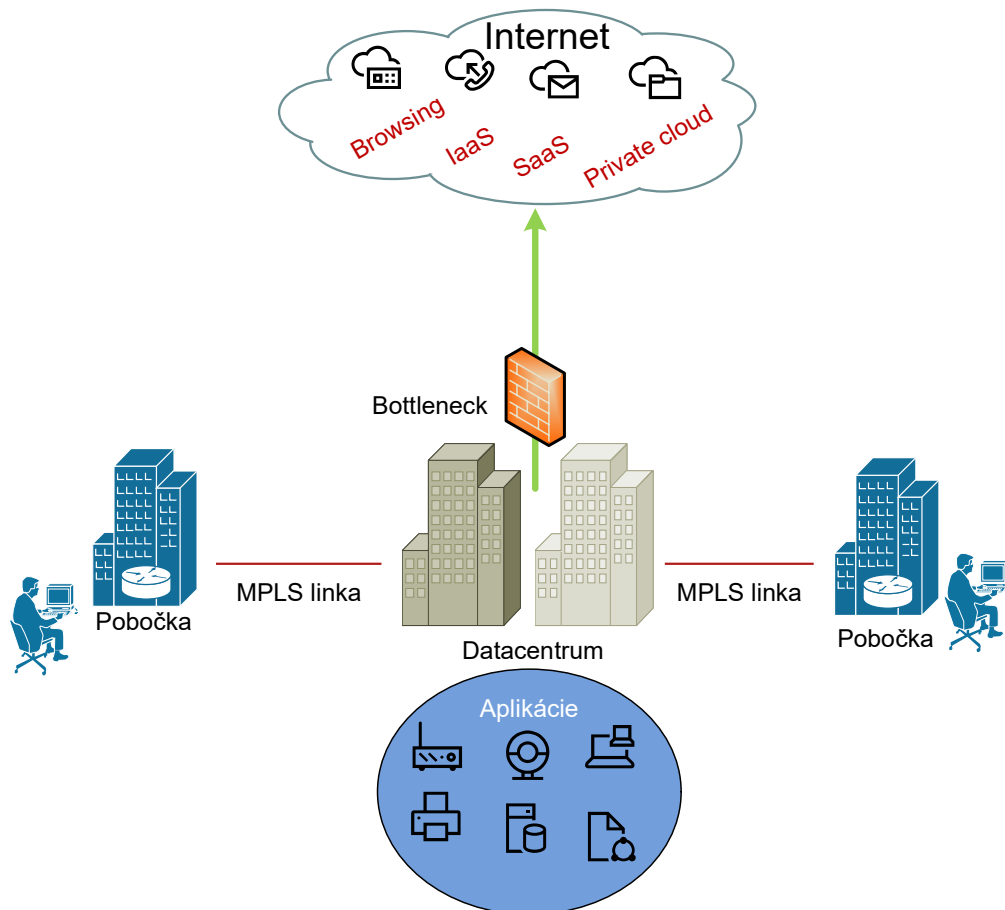 Internet
Browsing
IaaS
SaaS
Private cloud
Bottleneck
MPLS linka
MPLS linka
Pobočka
Pobočka
Datacentrum
Aplikácie